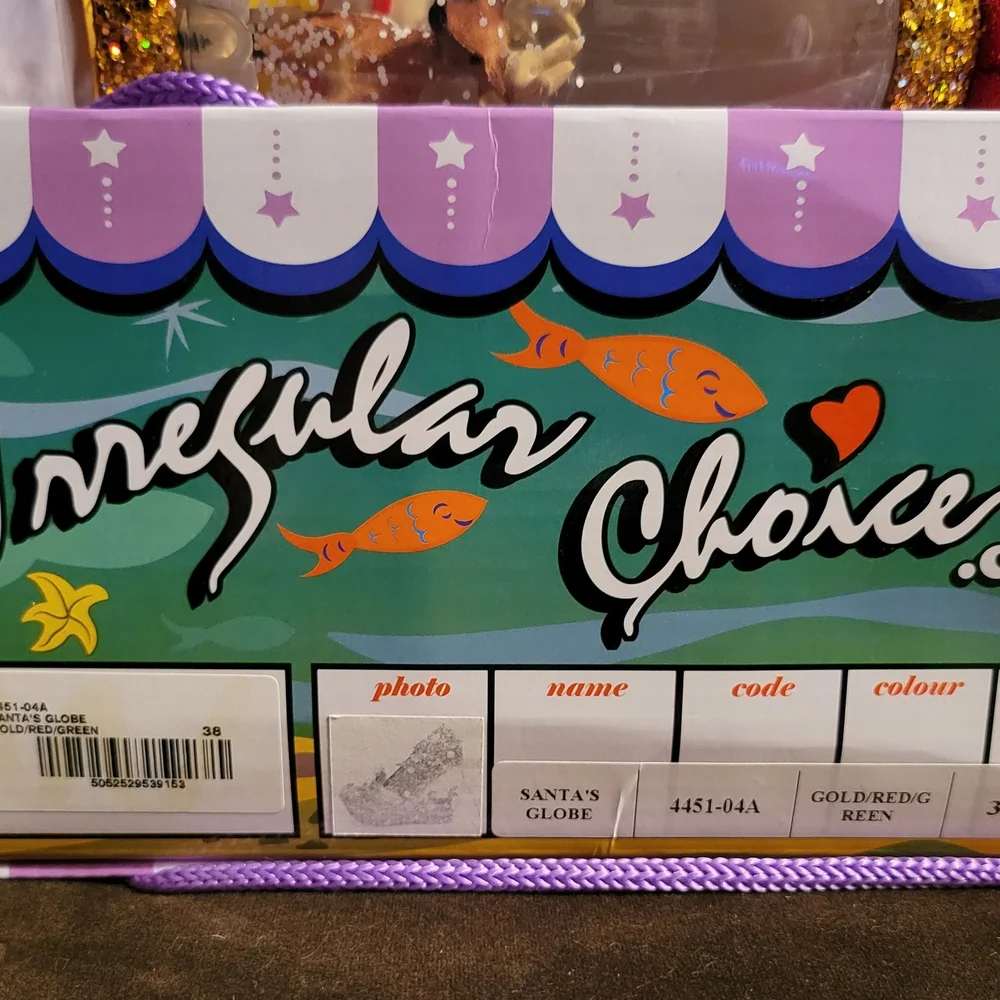 Irregular
Choice
451-04A
ANTA'S GLOBE
OLD/RED/GREEN 38
5052529539153
photo name code colour
SANTA'S
GLOBE
4451-04A
GOLD/RED/G
REEN
3